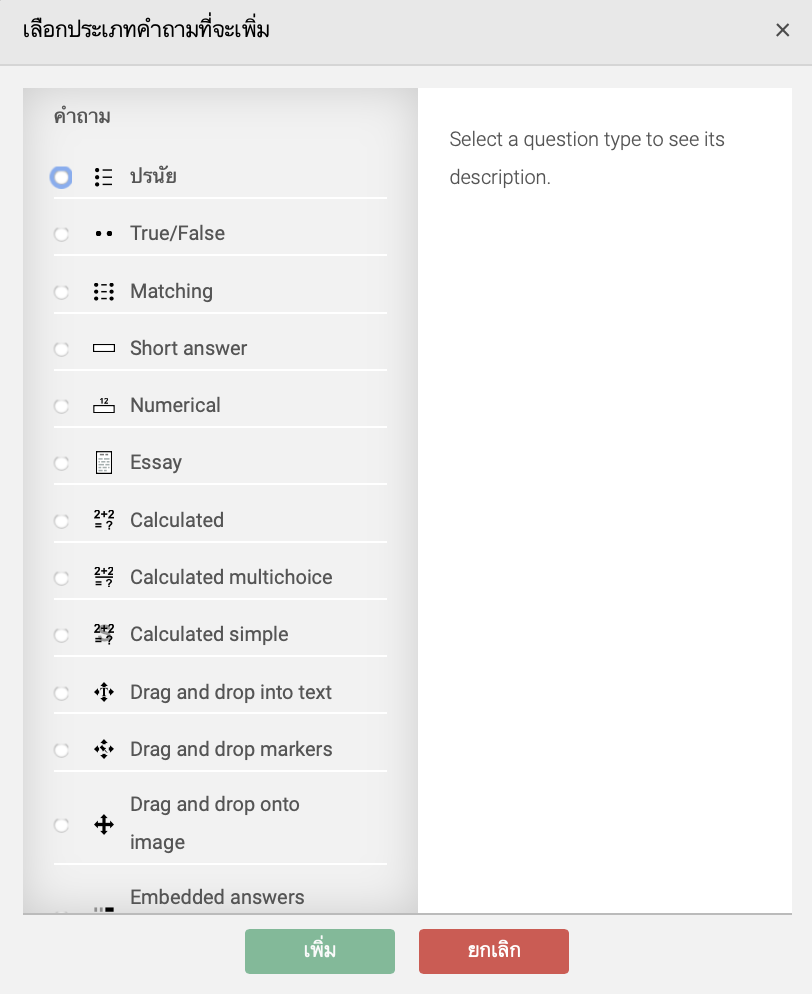 เลือกประเภทคำถามที่จะเพิ่ม
คำถาม
ปรนัย
True/False
Matching
Short answer
12
Numerical
Essay
2+2
= ?
Calculated
2+2
= ?
Calculated multichoice
2+2
= ?
Calculated simple
Drag and drop into text
Drag and drop markers
Drag and drop onto
image
Embedded answers
Select a question type to see its
description.
เพิ่ม
ยกเลิก